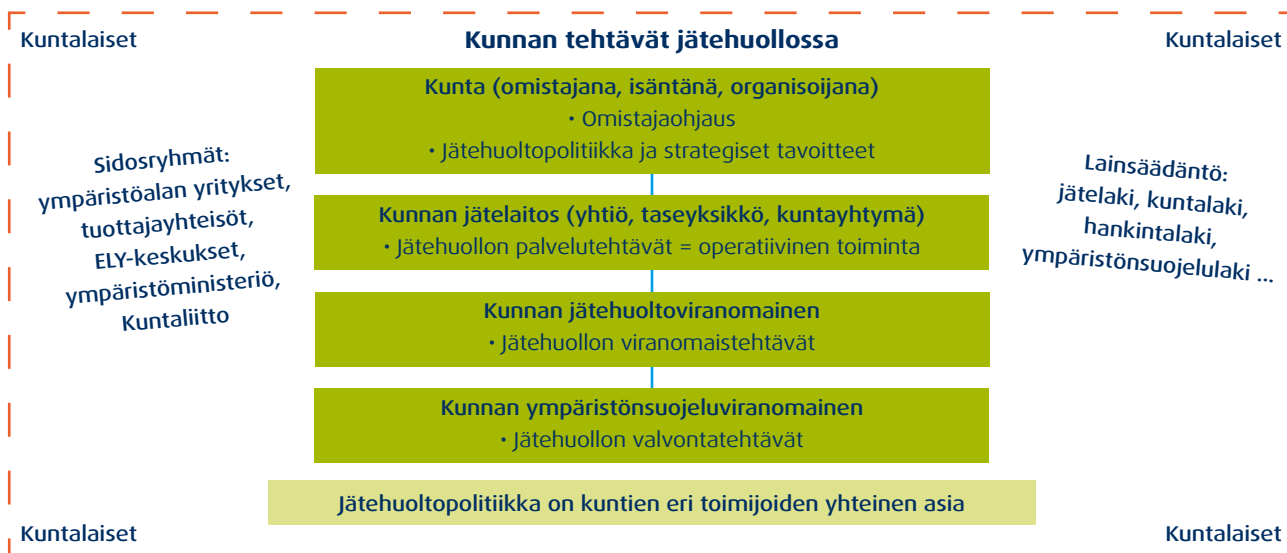 Kuntalaiset
Kunnan tehtävät jätehuollossa
Kuntalaiset
Kunta (omistajana, isäntänä, organisoijana)
• Omistajaohjaus
• Jätehuoltopolitiikka ja strategiset tavoitteet
Sidosryhmät:
ympäristöalan yritykset,
tuottajayhteisöt,
ELY-keskukset,
ympäristöministeriö,
Kuntaliitto
Kunnan jätelaitos (yhtiö, taseyksikkö, kuntayhtymä)
• Jätehuollon palvelutehtävät = operatiivinen toiminta
Lainsäädäntö:
jätelaki, kuntalaki,
hankintalaki,
ympäristönsuojelulaki ...
Kunnan jätehuoltoviranomainen
• Jätehuollon viranomaistehtävät
Kunnan ympäristönsuojeluviranomainen
• Jätehuollon valvontatehtävät
Jätehuoltopolitiikka on kuntien eri toimijoiden yhteinen asia
Kuntalaiset
Kuntalaiset